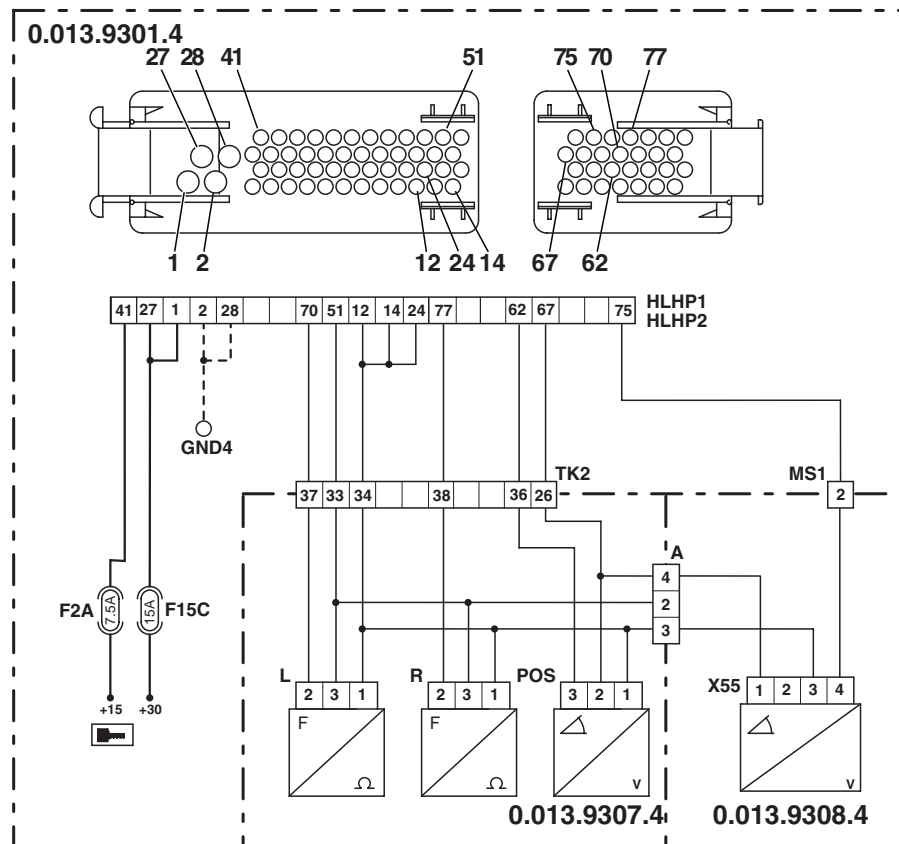 0.013.9301.4
27 28 41 51 75 70 77
1 2 12 24 14 67 62
41 27 1 2 28 70 51 12 14 24 77 62 67 75 HLHP1
HLHP2
GND4
TK2 MS1
37 33 34 38 36 26 2
A
4
2
3
F2A 7.5A 15A F15C
L R POS X55
2 3 1 2 3 1 3 2 1 1 2 3 4
+15 +30
F F
Ω Ω v v
0.013.9307.4 0.013.9308.4